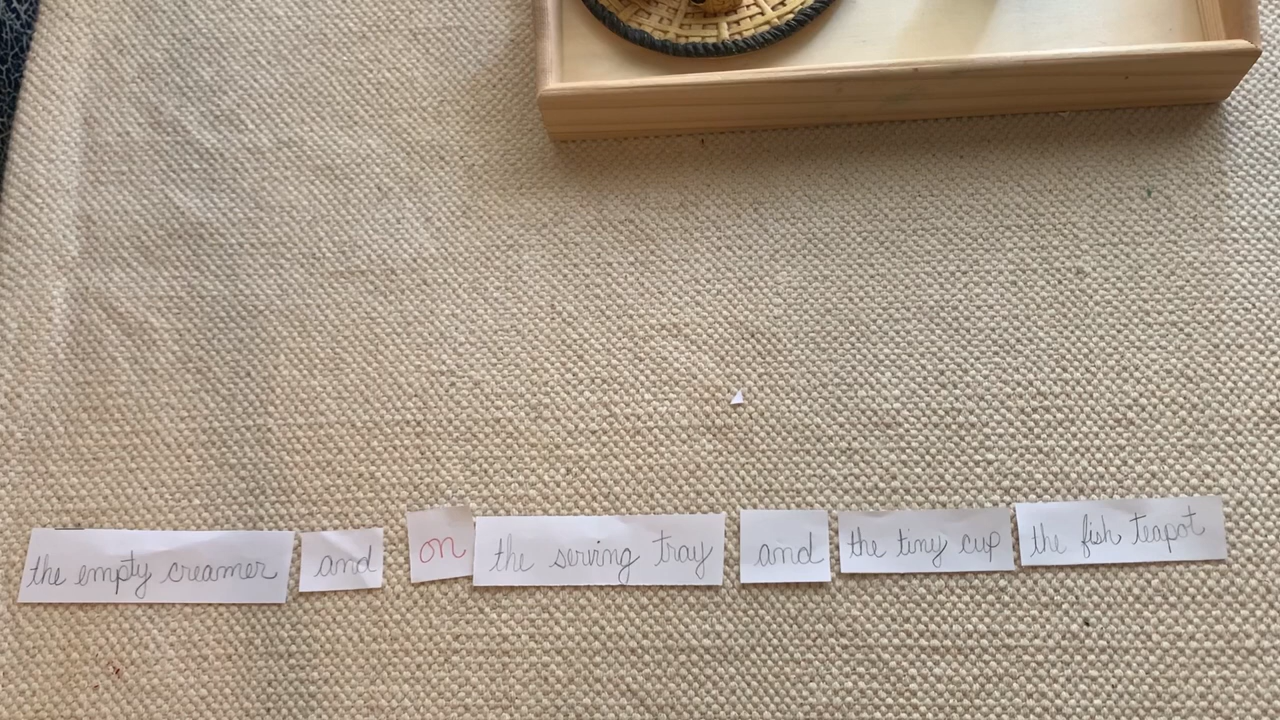 the empty creamer and on the serving tray and the tiny cup the fish teapot